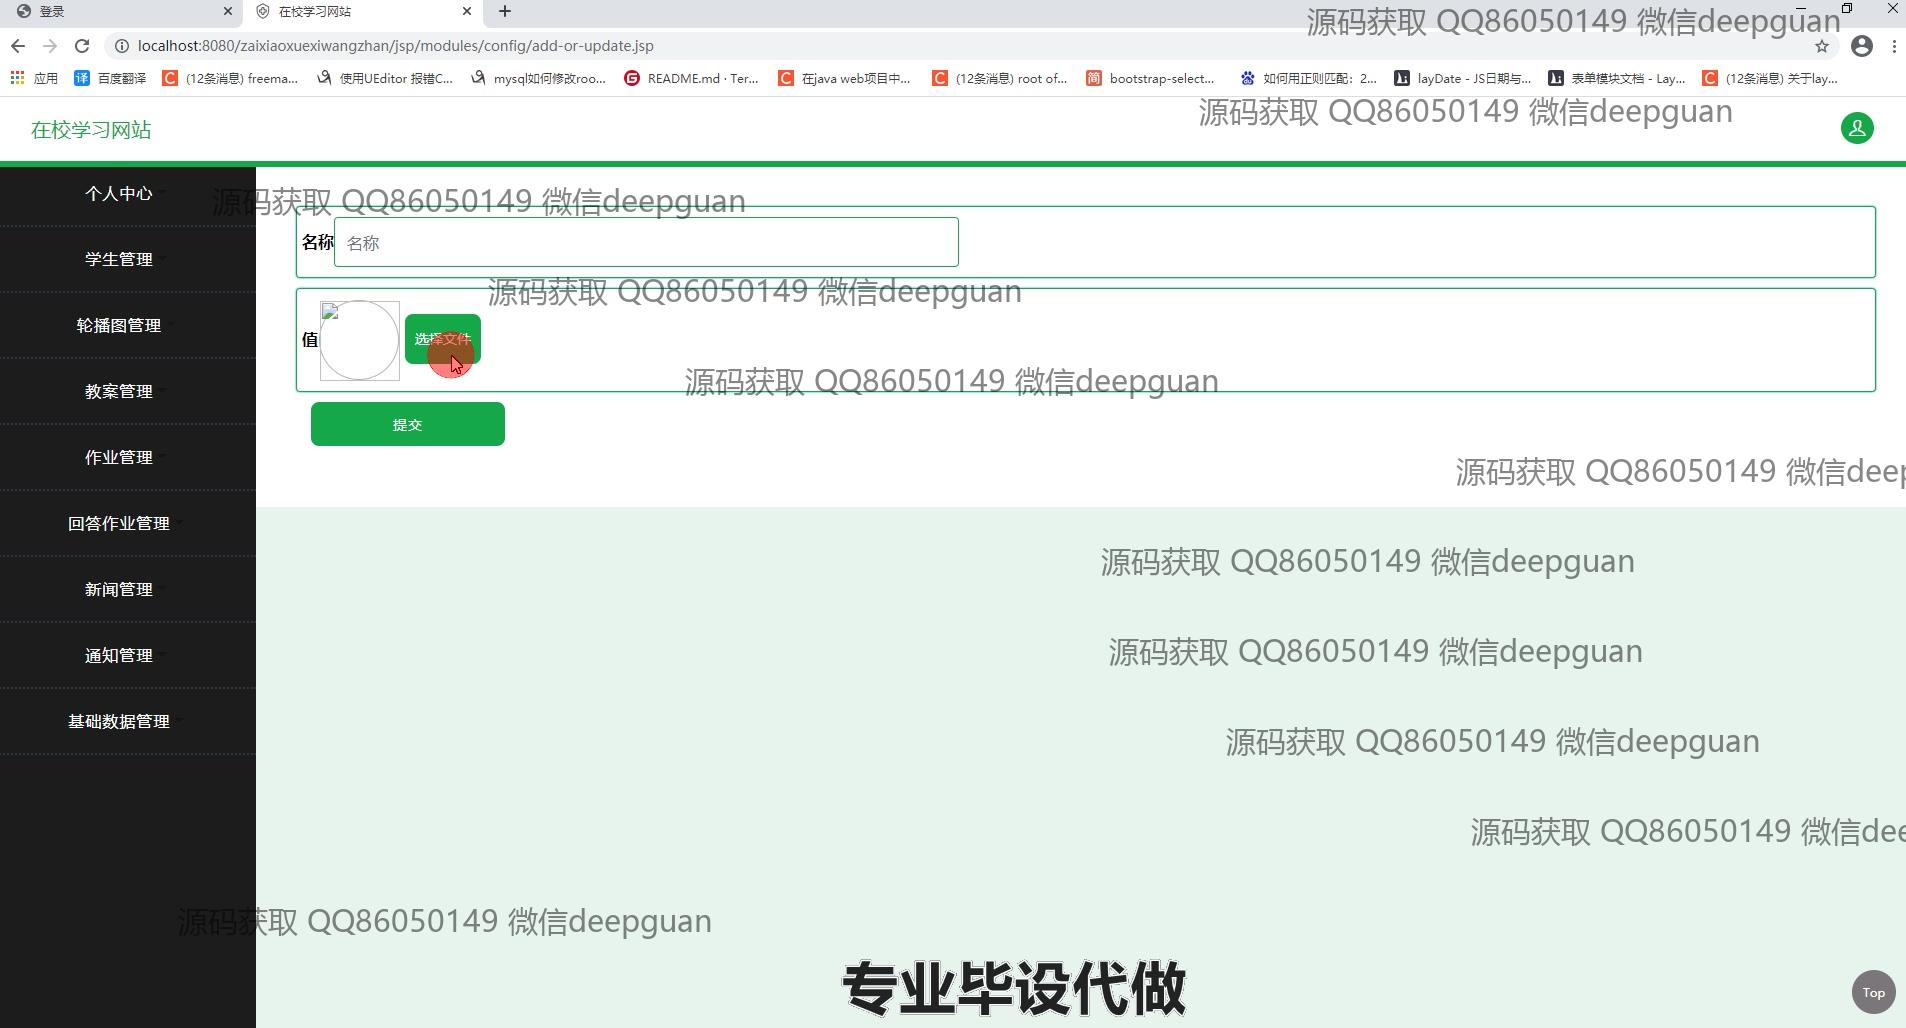 登录
在校学习网站
源码获取 QQ86050149 微信deepguan
localhost:8080/zaixiaoxuexiwangzhan/jsp/modules/config/add-or-update.jsp
应用 百度翻译 (12条消息) freema... 使用UEditor 报错C... mysql如何修改roo... README.md · Ter... 在java web项目中... (12条消息) root of... bootstrap-select... 如何用正则匹配：2... layDate - JS日期与... 表单模块文档 - Lay... (12条消息) 关于lay...
源码获取 QQ86050149 微信deepguan
在校学习网站
个人中心
源码获取 QQ86050149 微信deepguan
名称 名称
学生管理
源码获取 QQ86050149 微信deepguan
轮播图管理
值 选择文件
源码获取 QQ86050149 微信deepguan
教案管理
提交
作业管理
源码获取 QQ86050149 微信deep
回答作业管理
源码获取 QQ86050149 微信deepguan
新闻管理
通知管理
源码获取 QQ86050149 微信deepguan
基础数据管理
源码获取 QQ86050149 微信deepguan
源码获取 QQ86050149 微信dee
源码获取 QQ86050149 微信deepguan
专业毕设代做
Top